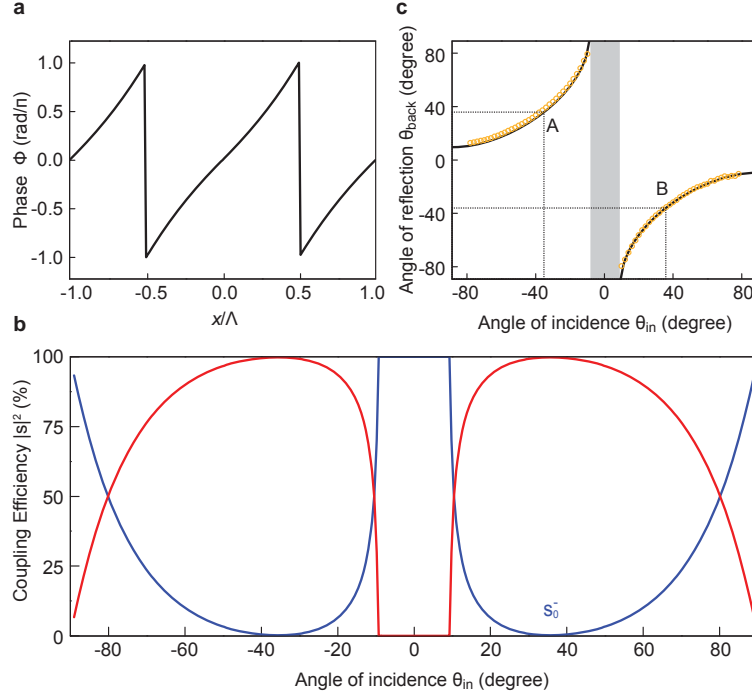 a
Phase Φ (rad/π)
1.0
0.5
0.0
-0.5
-1.0
-1.0
-0.5
0.0
0.5
1.0
x/Λ
c
Angle of reflection θback (degree)
80
40
0
-40
-80
A
B
-80
-40
0
40
80
Angle of incidence θin (degree)
b
Coupling Efficiency |s|² (%)
100
50
0
s₀⁻
-80
-60
-40
-20
0
20
40
60
80
Angle of incidence θin (degree)